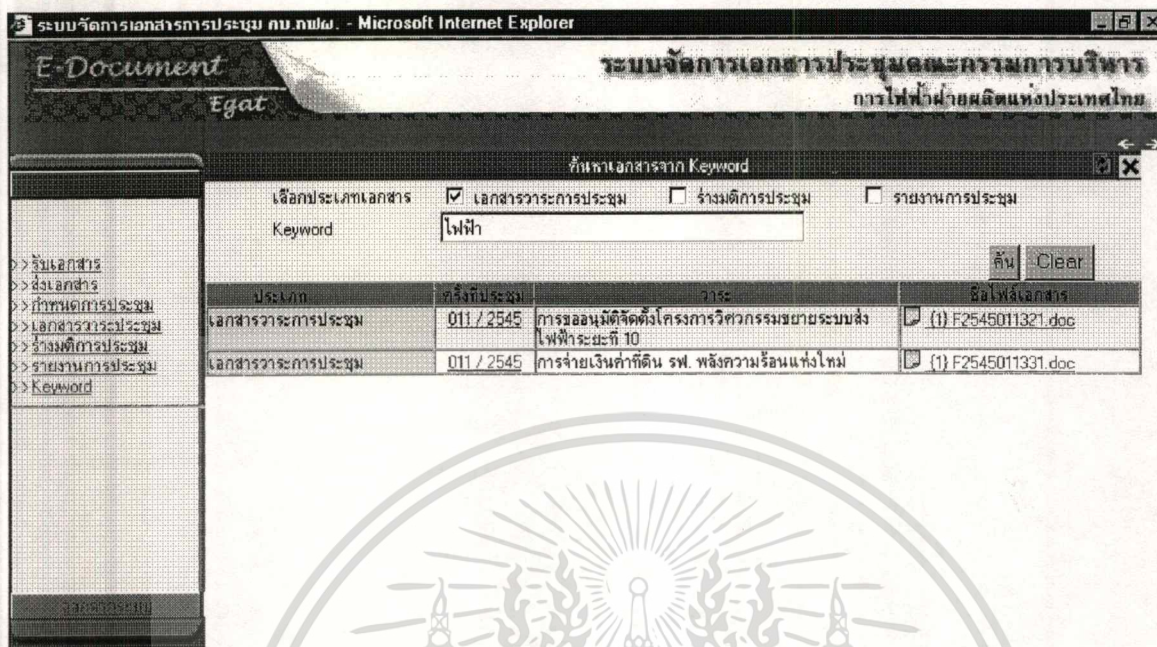 ระบบจัดการเอกสารการประชุม คบ.กฟผ. - Microsoft Internet Explorer
E-Document
Egat
ระบบจัดการเอกสารประชุมคณะกรรมการบริหาร
การไฟฟ้าฝ่ายผลิตแห่งประเทศไทย
ค้นหาเอกสารจาก Keyword
เลือกประเภทเอกสาร เอกสารวาระการประชุม ร่างมติการประชุม รายงานการประชุม
Keyword ไฟฟ้า
ค้น Clear
>>รับเอกสาร
>>ส่งเอกสาร
>>กำหนดการประชุม
>>เอกสารวาระประชุม
>>ร่างมติการประชุม
>>รายงานการประชุม
>>Keyword
ประเภท ครั้งที่ประชุม วาระ ชื่อไฟล์เอกสาร
เอกสารวาระการประชุม 011 / 2545 การขออนุมัติจัดตั้งโครงการวิศวกรรมขยายระบบส่ง
ไฟฟ้าระยะที่ 10 {1} F2545011321.doc
เอกสารวาระการประชุม 011 / 2545 การจ่ายเงินค่าที่ดิน รฟ. พลังความร้อนแห่งใหม่ {1} F2545011331.doc
ออกจากระบบ